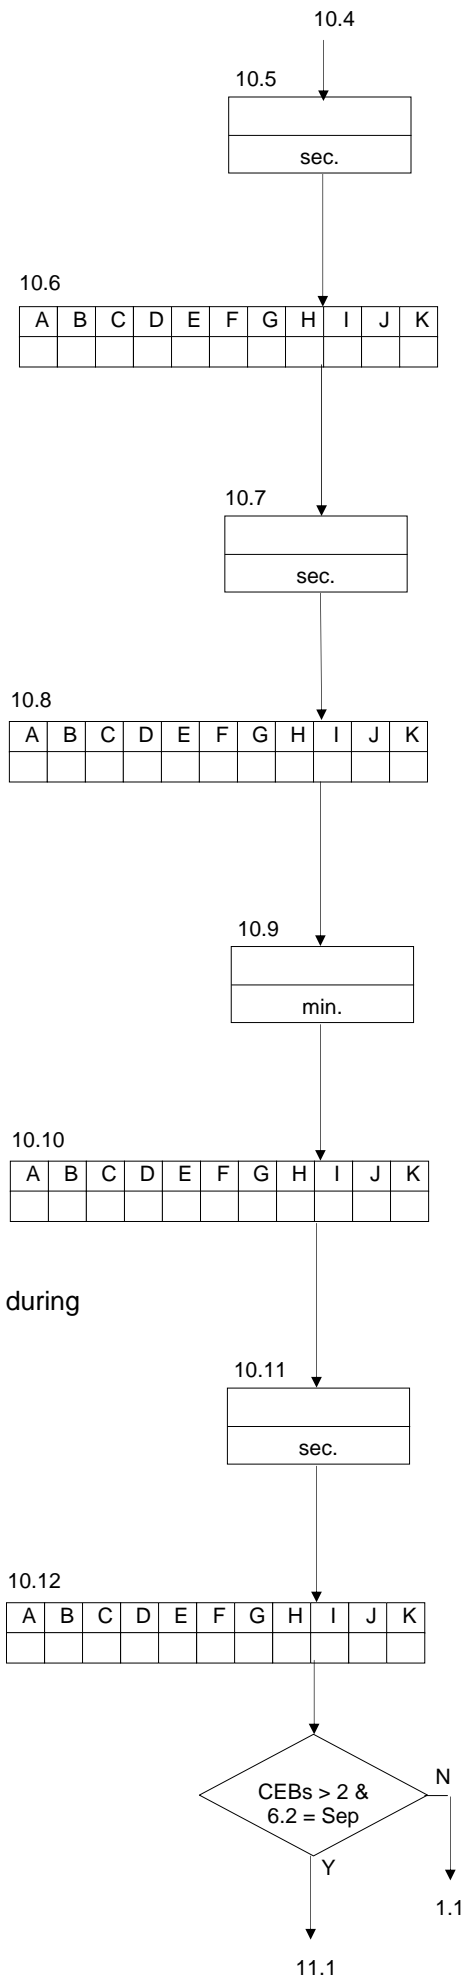 10.4
10.5
sec.
10.6
A B C D E F G H I J K
10.7
sec.
10.8
A B C D E F G H I J K
10.9
min.
10.10
A B C D E F G H I J K
during
10.11
sec.
10.12
A B C D E F G H I J K
CEBs > 2 &
6.2 = Sep
N
Y
1.1
11.1